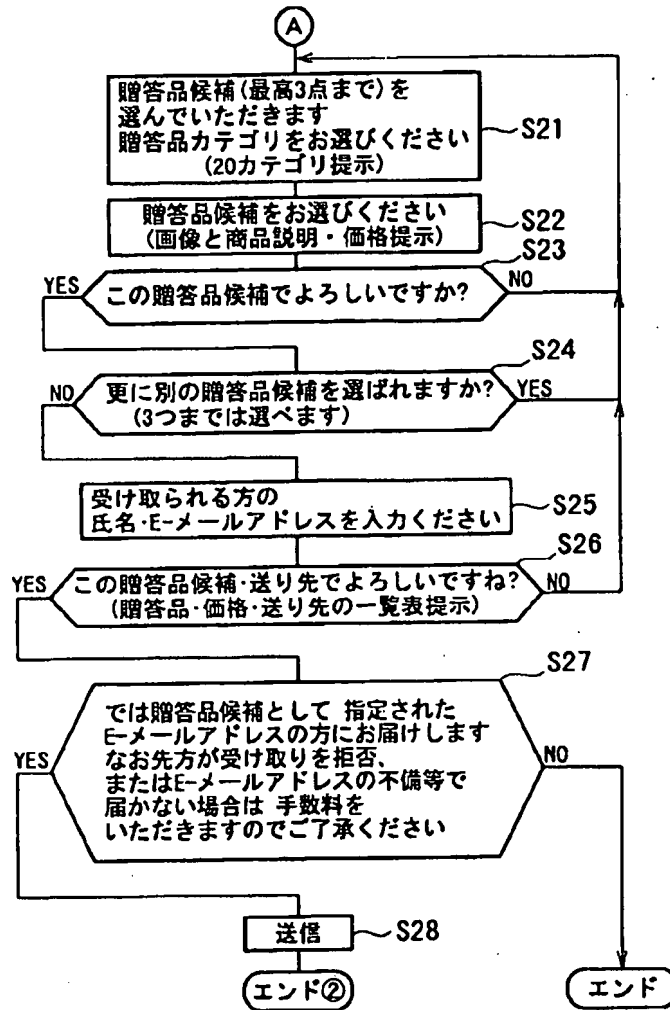 A
贈答品候補(最高3点まで)を
選んでいただきます
贈答品カテゴリをお選びください
(20カテゴリ提示)
S21
贈答品候補をお選びください
(画像と商品説明・価格提示)
S22
S23
YES
この贈答品候補でよろしいですか?
NO
S24
NO
更に別の贈答品候補を選ばれますか?
(3つまでは選べます)
YES
受け取られる方の
氏名・E-メールアドレスを入力ください
S25
S26
YES
この贈答品候補・送り先でよろしいですね?
(贈答品・価格・送り先の一覧表提示)
NO
S27
では贈答品候補として 指定された
E-メールアドレスの方にお届けします
なお先方が受け取りを拒否、
またはE-メールアドレスの不備等で
届かない場合は 手数料を
いただきますのでご了承ください
YES
NO
送信
S28
エンド②
エンド